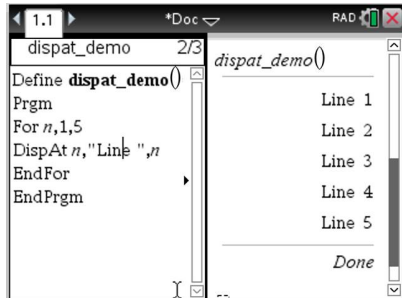 1.1 *Doc RAD
dispat_demo 2/3
Define dispat_demo()
Prgm
For n,1,5
DispAt n,"Line ",n
EndFor
EndPrgm
dispat_demo()
Line 1
Line 2
Line 3
Line 4
Line 5
Done